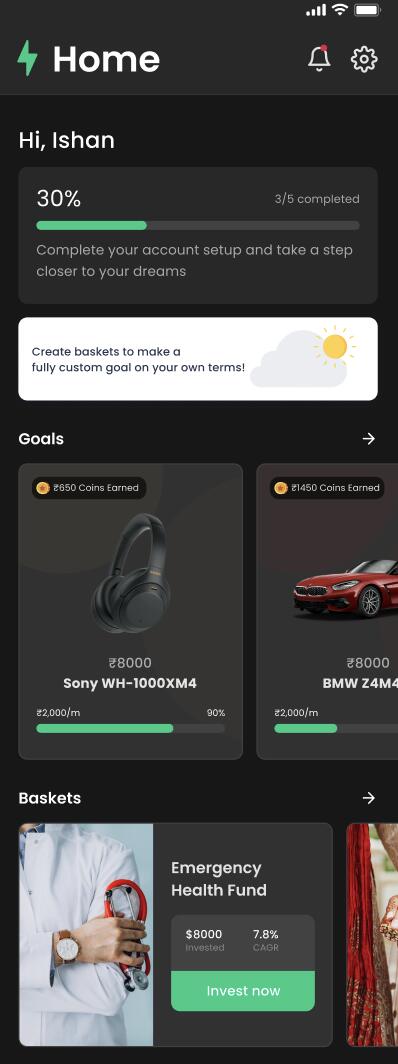 Home
Hi, Ishan
30%
3/5 completed
Complete your account setup and take a step
closer to your dreams
Create baskets to make a
fully custom goal on your own terms!
Goals
₹650 Coins Earned
₹8000
Sony WH-1000XM4
₹2,000/m
90%
₹1450 Coins Earned
₹8000
BMW Z4M4
₹2,000/m
Baskets
Emergency
Health Fund
$8000
Invested
7.8%
CAGR
Invest now